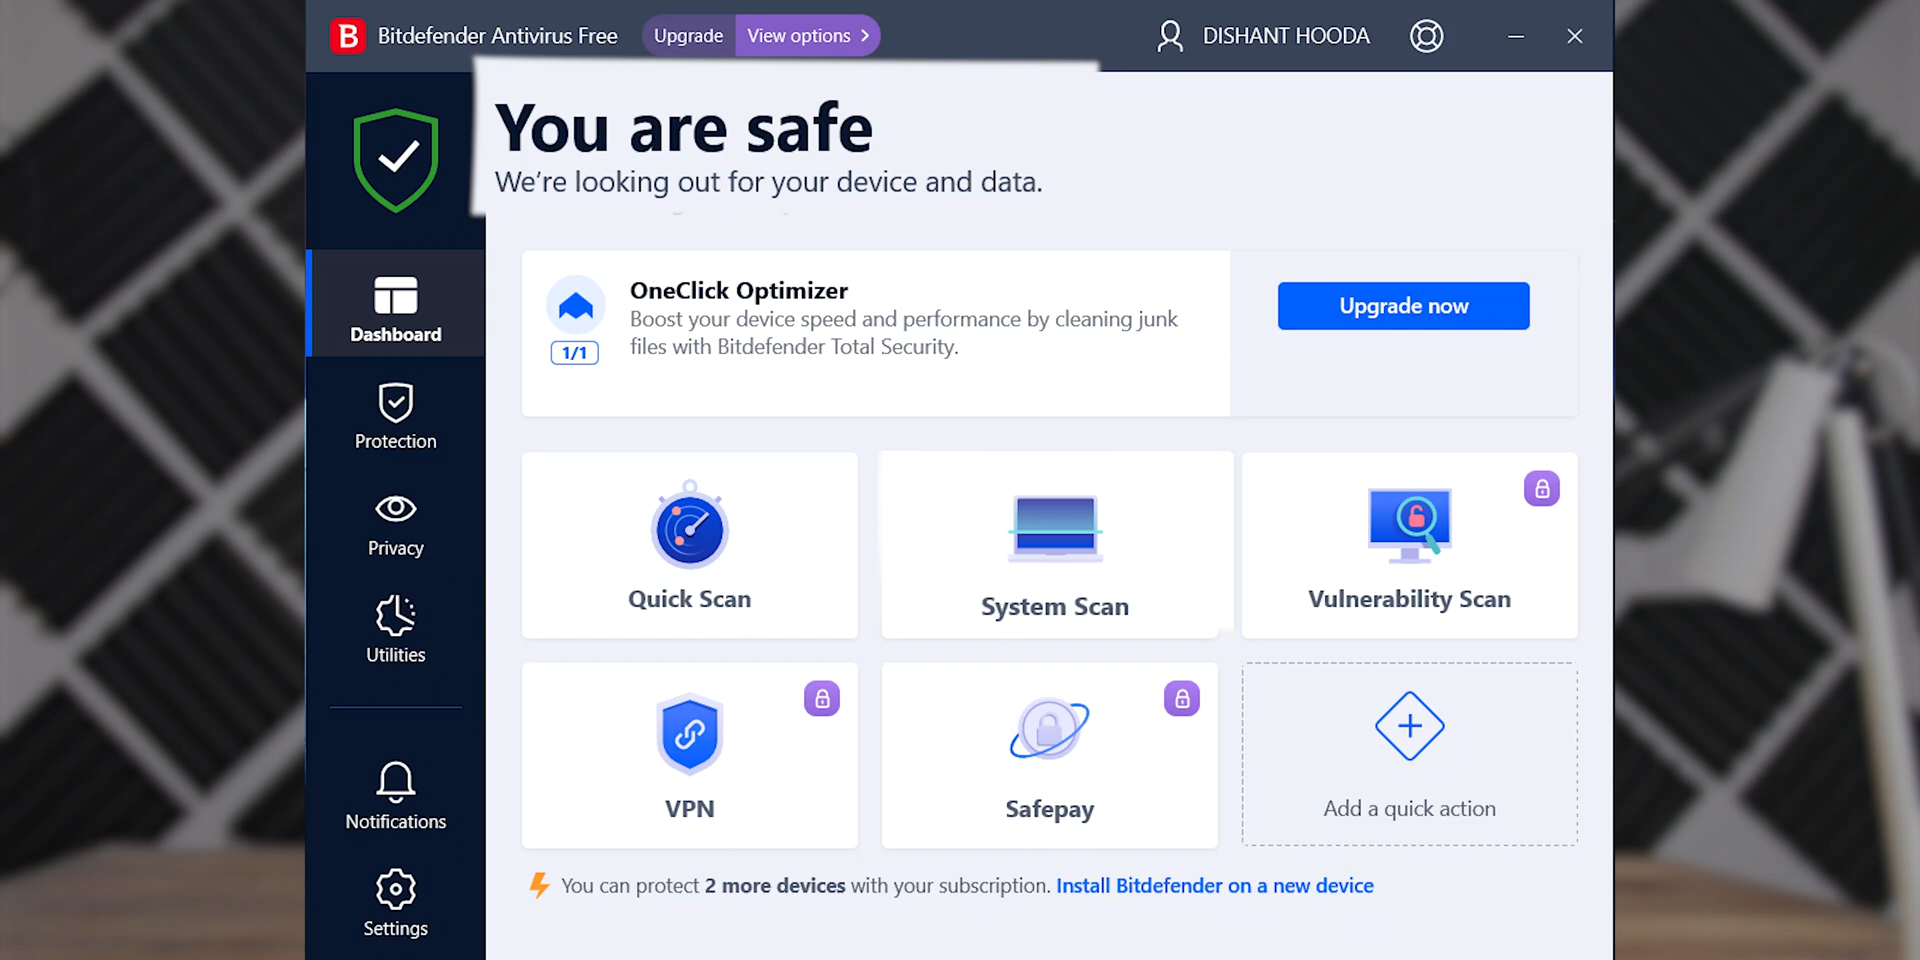 B Bitdefender Antivirus Free Upgrade View options DISHANT HOODA
You are safe
We're looking out for your device and data.
OneClick Optimizer
Boost your device speed and performance by cleaning junk
files with Bitdefender Total Security.
1/1
Upgrade now
Dashboard
Protection
Privacy
Utilities
Notifications
Settings
Quick Scan
System Scan
Vulnerability Scan
VPN
Safepay
Add a quick action
You can protect 2 more devices with your subscription. Install Bitdefender on a new device